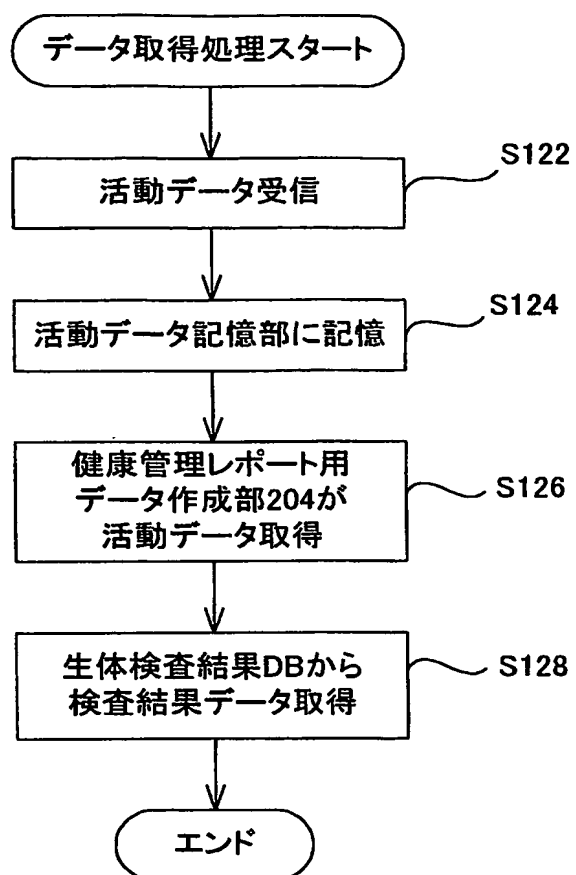 データ取得処理スタート
S122
活動データ受信
S124
活動データ記憶部に記憶
健康管理レポート用
データ作成部204が
活動データ取得
S126
生体検査結果DBから
検査結果データ取得
S128
エンド